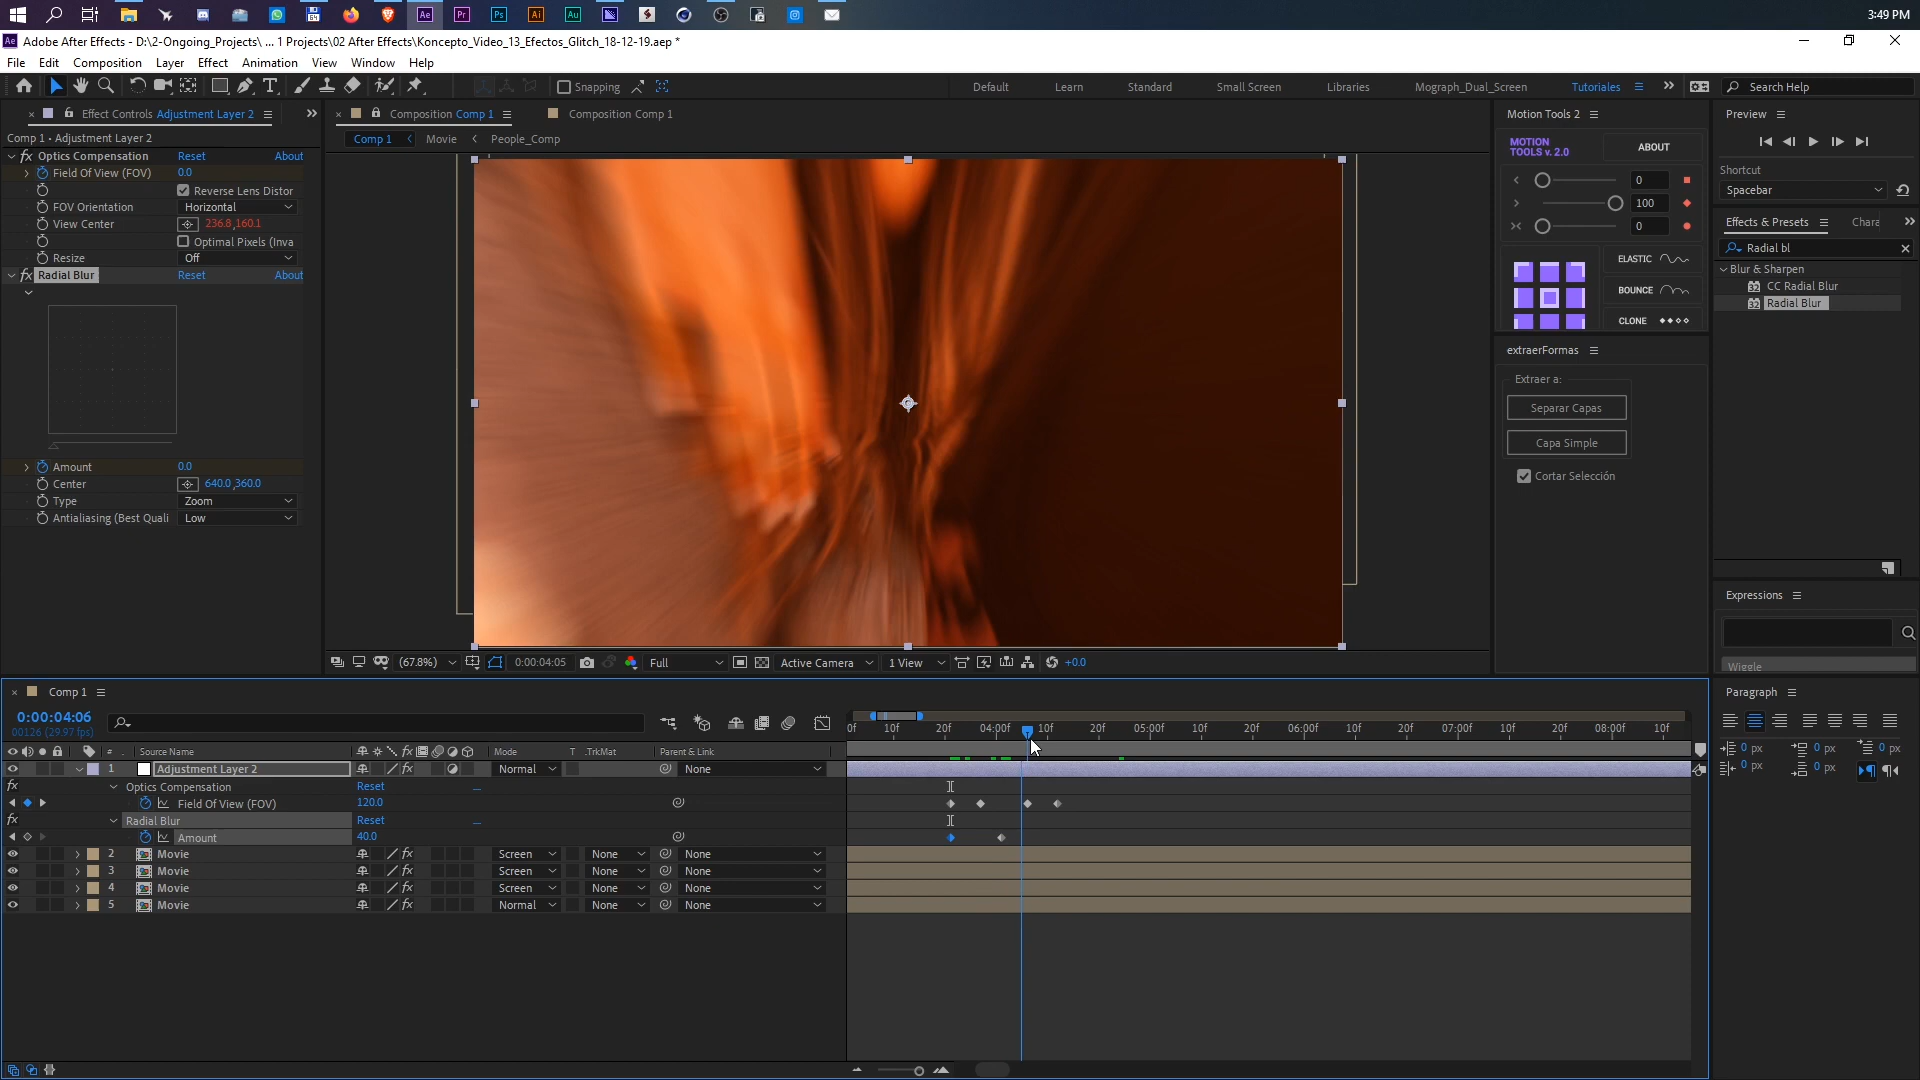 3:49 PM
Adobe After Effects - D:\2-Ongoing_Projects\ ... 1 Projects\02 After Effects\Koncepto_Video_13_Efectos_Glitch_18-12-19.aep *
File Edit Composition Layer Effect Animation View Window Help
Snapping Default Learn Standard Small Screen Libraries Mograph_Dual_Screen Tutoriales Search Help
Effect Controls Adjustment Layer 2
Comp 1 • Adjustment Layer 2
Optics Compensation Reset About
Field Of View (FOV) 0.0
Reverse Lens Distor
FOV Orientation Horizontal
View Center 236.8,160.1
Optimal Pixels (Inva
Resize Off
Radial Blur Reset About
Amount 0.0
Center 640.0,360.0
Type Zoom
Antialiasing (Best Quali Low
Composition Comp 1 Composition Comp 1
Comp 1 Movie People_Comp
(67.8%) 0:00:04:05 Full Active Camera 1 View +0.0
Motion Tools 2
MOTION TOOLS v. 2.0 ABOUT
0
100
0
ELASTIC
BOUNCE
CLONE
extraerFormas
Extraer a:
Separar Capas
Capa Simple
Cortar Selección
Preview
Shortcut
Spacebar
Effects & Presets Chara
Radial bl
Blur & Sharpen
CC Radial Blur
Radial Blur
Expressions
Wiggle
Paragraph
0 px 0 px 0 px
0 px 0 px
Comp 1
0:00:04:06
00126 (29.97 fps)
0f 10f 20f 04:00f 10f 20f 05:00f 10f 20f 06:00f 10f 20f 07:00f 10f 20f 08:00f 10f
# Source Name Mode T .TrkMat Parent & Link
1 Adjustment Layer 2 Normal None
Optics Compensation Reset
Field Of View (FOV) 120.0
Radial Blur Reset
Amount 40.0
2 Movie Screen None None
3 Movie Screen None None
4 Movie Screen None None
5 Movie Normal None None